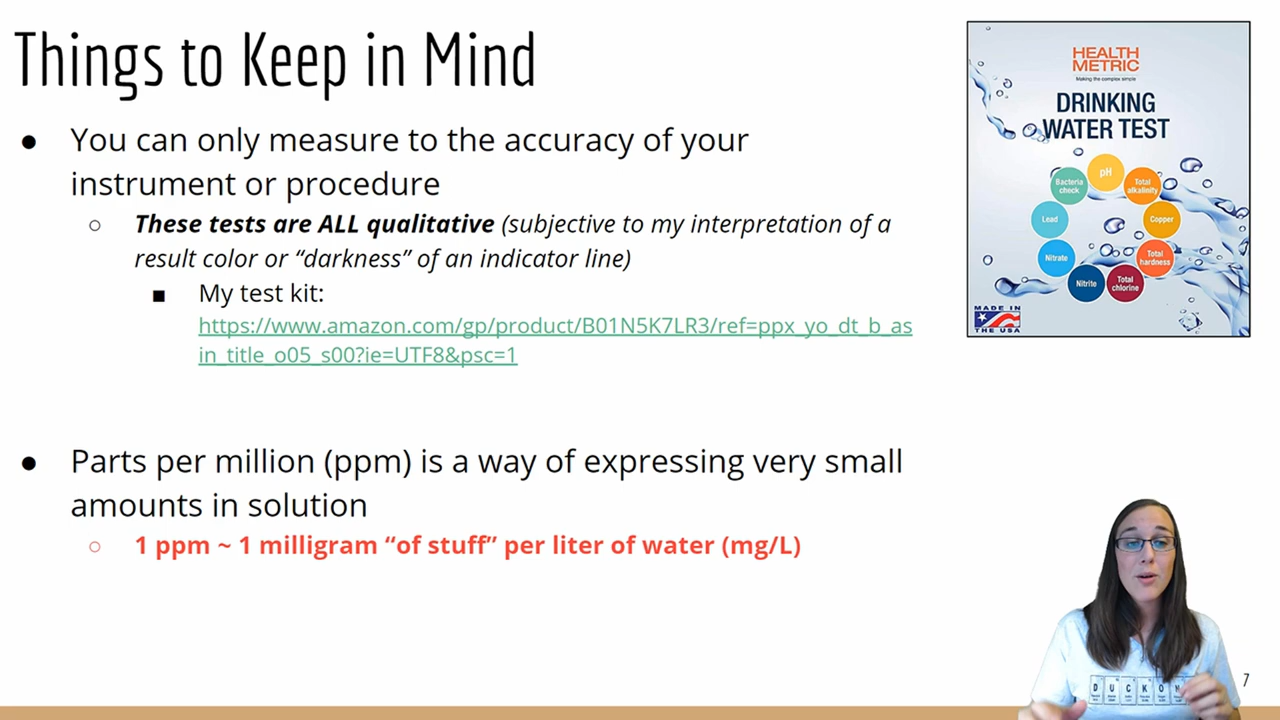 Things to Keep in Mind
● You can only measure to the accuracy of your
instrument or procedure
○ These tests are ALL qualitative (subjective to my interpretation of a
result color or “darkness” of an indicator line)
■ My test kit:
https://www.amazon.com/gp/product/B01N5K7LR3/ref=ppx_yo_dt_b_as
in_title_o05_s00?ie=UTF8&psc=1
● Parts per million (ppm) is a way of expressing very small
amounts in solution
○ 1 ppm ~ 1 milligram “of stuff” per liter of water (mg/L)
HEALTH
METRIC
Making the complex simple
DRINKING
WATER TEST
pH
Total
alkalinity
Copper
Total
hardness
Total
chlorine
Nitrite
Nitrate
Lead
Bacteria
check
MADE IN
THE USA
D U C K O
7